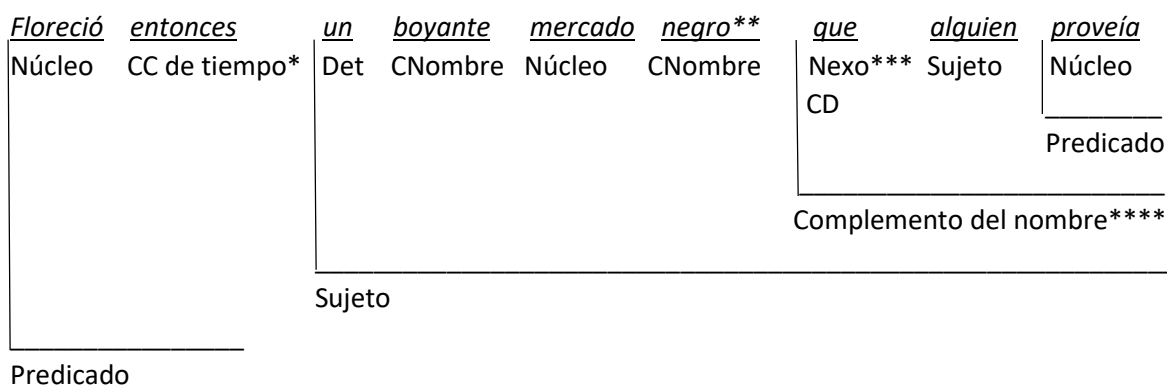 Floreció entonces un boyante mercado negro** que alguien proveía
Núcleo CC de tiempo* Det CNombre Núcleo CNombre Nexo*** Sujeto Núcleo
CD
Predicado
Complemento del nombre****
Sujeto
Predicado